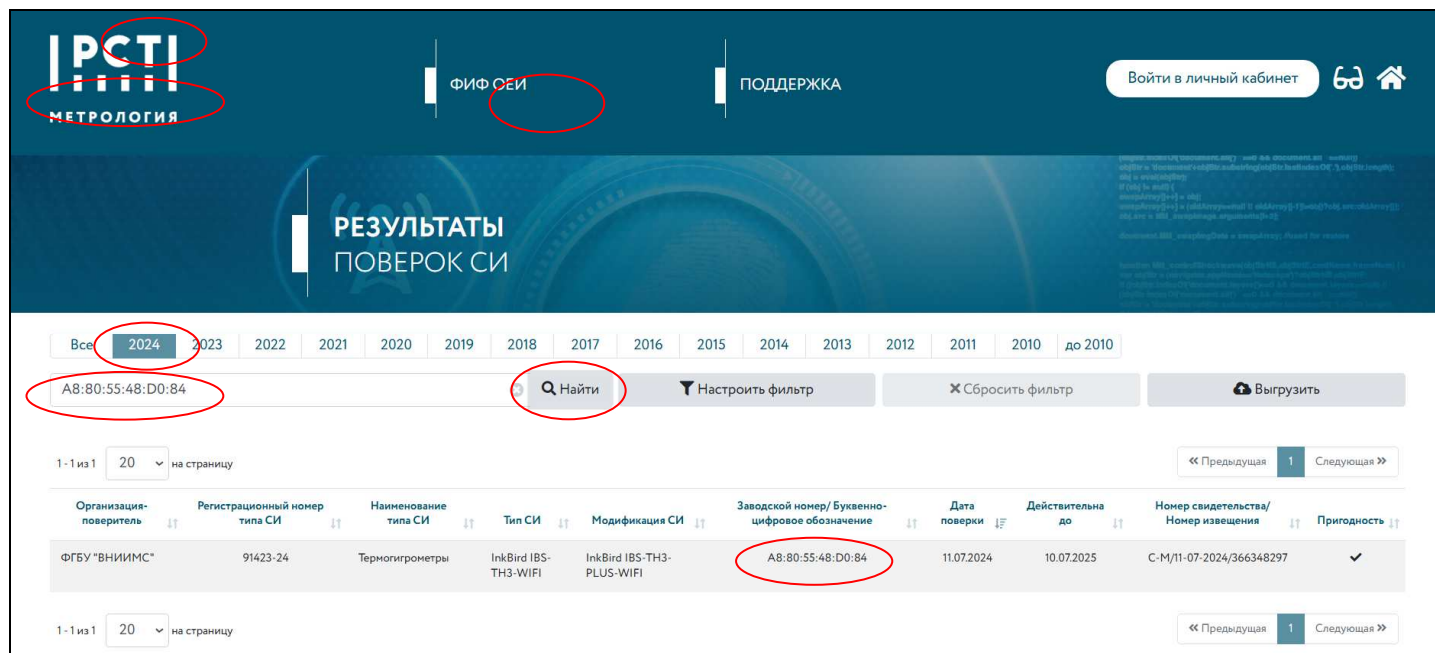 РСТ
МЕТРОЛОГИЯ
ФИФ ОЕИ
ПОДДЕРЖКА
Войти в личный кабинет
РЕЗУЛЬТАТЫ
ПОВЕРОК СИ
Все 2024 2023 2022 2021 2020 2019 2018 2017 2016 2015 2014 2013 2012 2011 2010 до 2010
A8:80:55:48:D0:84 Найти Настроить фильтр Сбросить фильтр Выгрузить
1 - 1 из 1 20 на страницу Предыдущая 1 Следующая
Организация-поверитель Регистрационный номер типа СИ Наименование типа СИ Тип СИ Модификация СИ Заводской номер/ Буквенно-цифровое обозначение Дата поверки Действительна до Номер свидетельства/ Номер извещения Пригодность
ФГБУ "ВНИИМС" 91423-24 Термогигрометры InkBird IBS-TH3-WIFI InkBird IBS-TH3-PLUS-WIFI A8:80:55:48:D0:84 11.07.2024 10.07.2025 С-М/11-07-2024/366348297
1 - 1 из 1 20 на страницу Предыдущая 1 Следующая